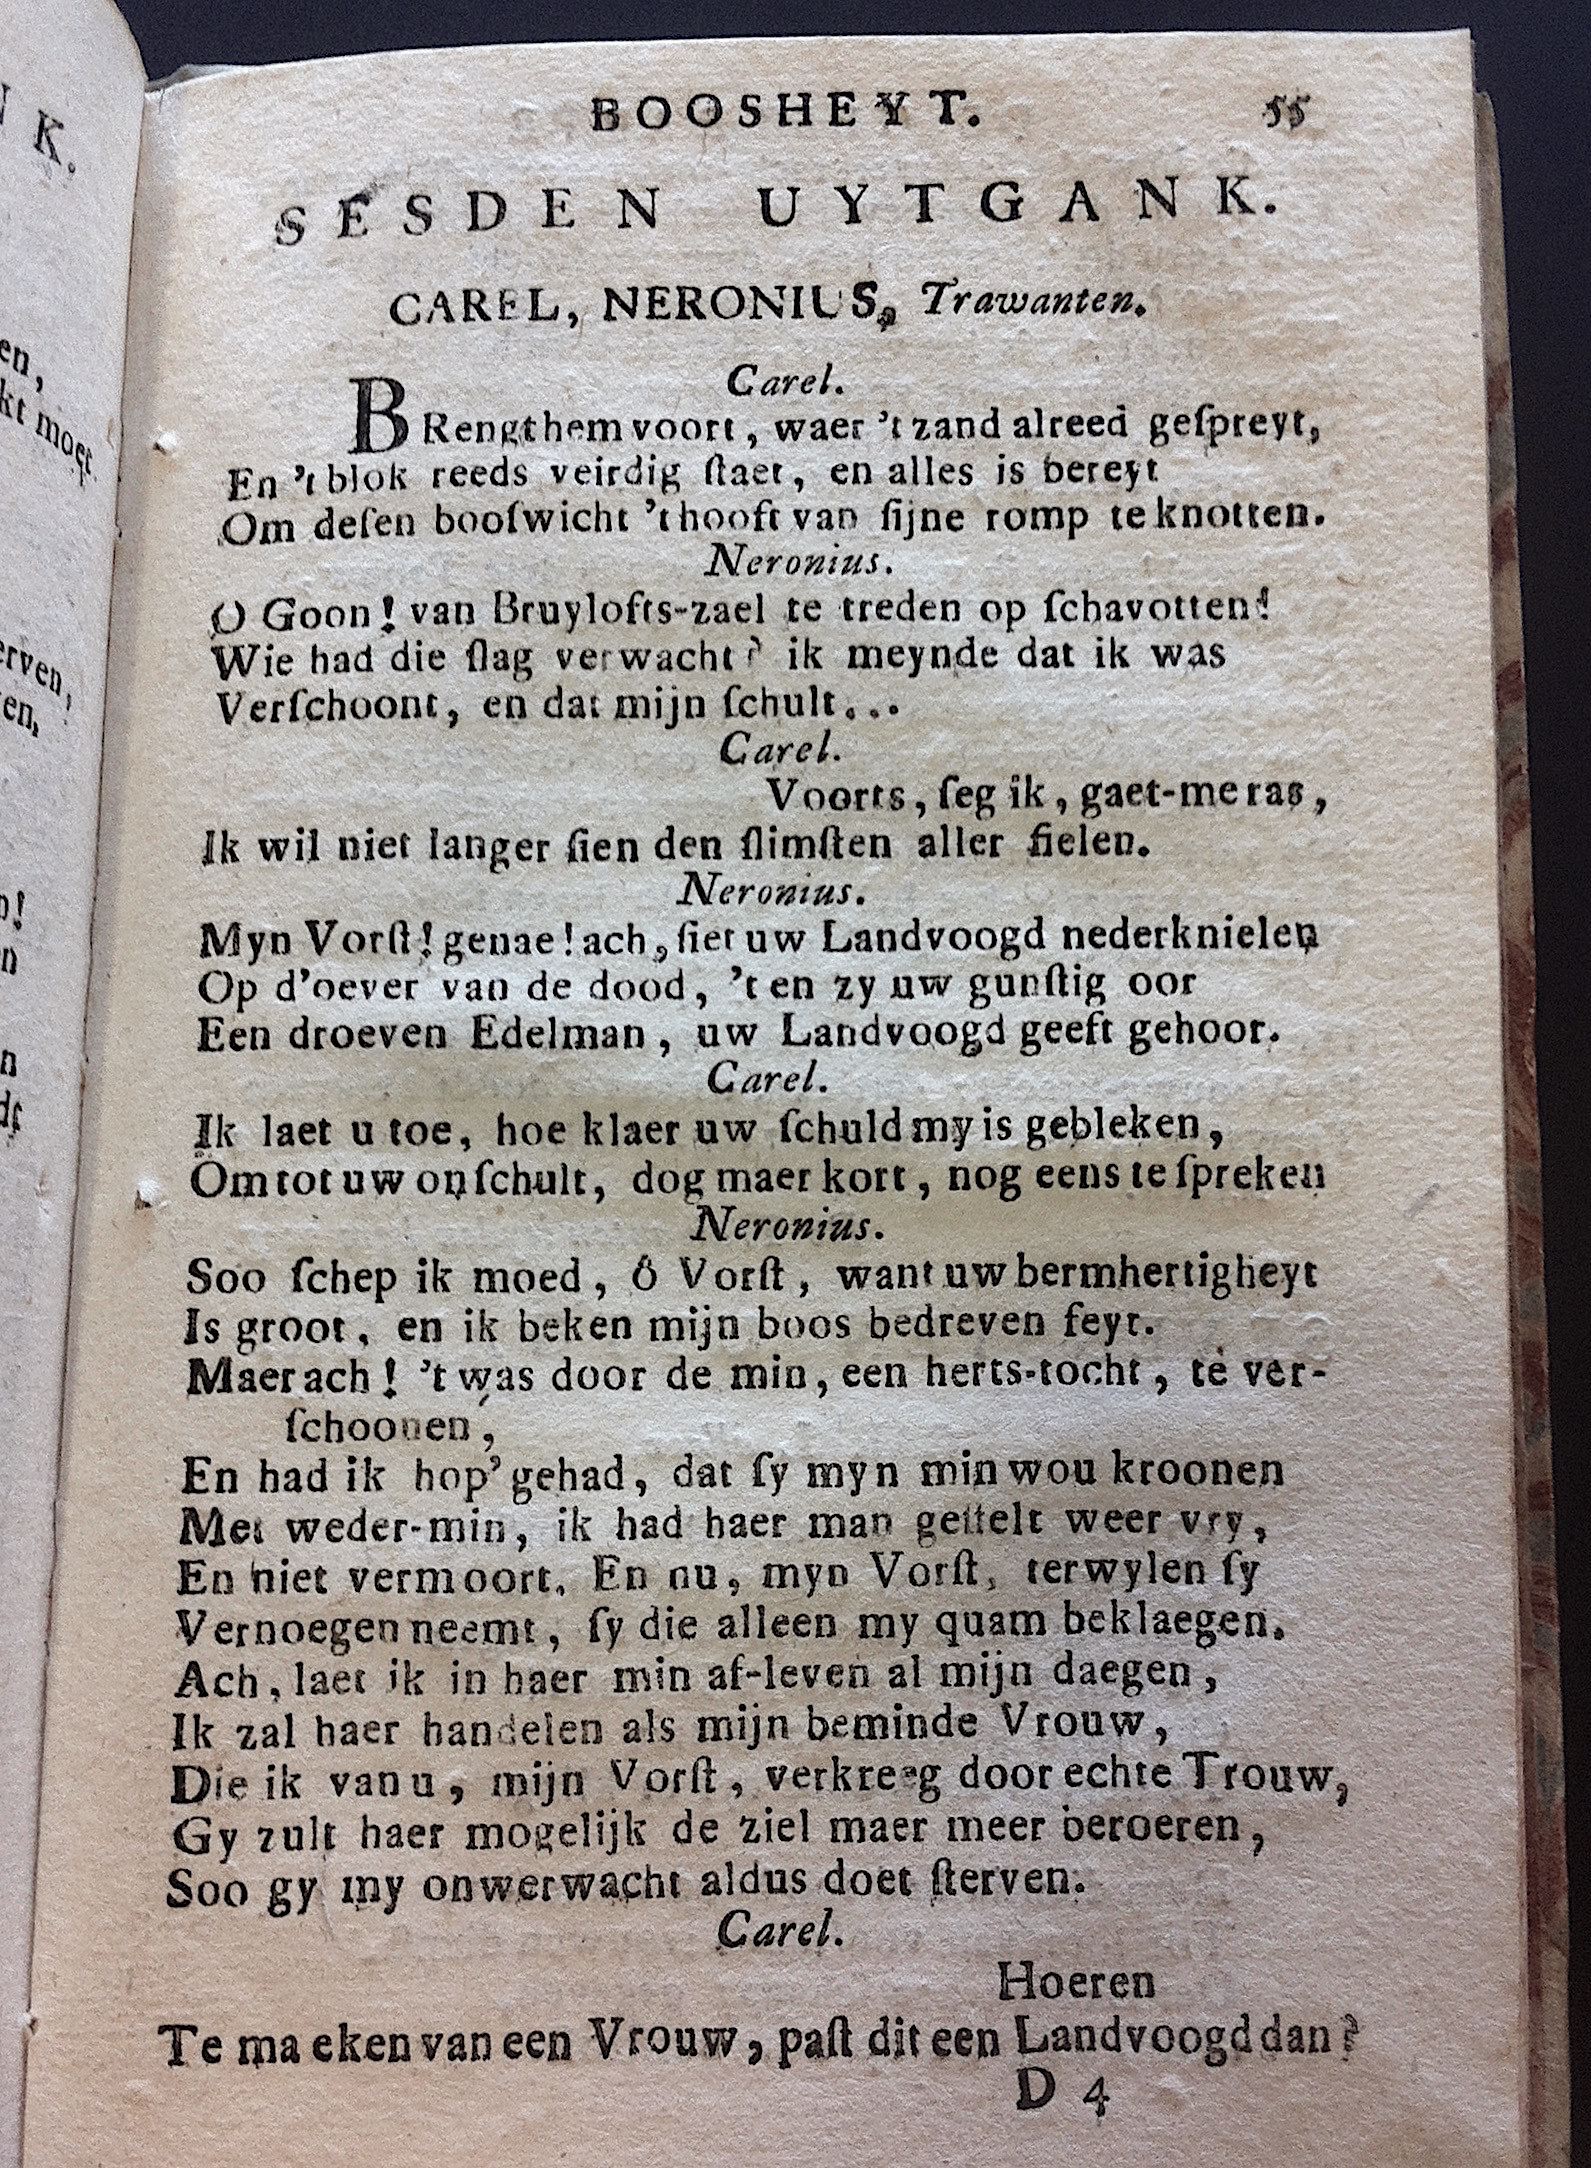 BOOSHEYT. 55
SESDEN UYTGANK.
CAREL, NERONIUS, Trawanten.
Carel.
BRengt hem voort, waer 't zand alreed geſpreyt,
En 't blok reeds veirdig ſtaet, en alles is bereyt
Om deſen booſwicht 't hooft van ſijne romp te knotten.
Neronius.
O Goon! van Bruylofts-zael te treden op ſchavotten!
Wie had die ſlag verwacht? ik meynde dat ik was
Verſchoont, en dat mijn ſchult...
Carel.
Voorts, ſeg ik, gaet-me ras,
Ik wil niet langer ſien den ſlimſten aller fielen.
Neronius.
Myn Vorſt! genae! ach, ſiet uw Landvoogd nederknielen
Op d'oever van de dood, 't en zy uw gunſtig oor
Een droeven Edelman, uw Landvoogd geeft gehoor.
Carel.
Ik laet u toe, hoe klaer uw ſchuld my is gebleken,
Om tot uw onſchult, dog maer kort, nog eens te ſpreken
Neronius.
Soo ſchep ik moed, ô Vorſt, want uw bermhertigheyt
Is groot, en ik beken mijn boos bedreven feyt.
Maer ach! 't was door de min, een herts-tocht, te ver-
ſchoonen,
En had ik hop' gehad, dat ſy myn min wou kroonen
Met weder-min, ik had haer man geſtelt weer vry,
En niet vermoort. En nu, myn Vorſt, terwylen ſy
Vernoegen neemt, ſy die alleen my quam beklaegen.
Ach, laet ik in haer min af-leven al mijn daegen,
Ik zal haer handelen als mijn beminde Vrouw,
Die ik van u, mijn Vorſt, verkreeg door echte Trouw,
Gy zult haer mogelijk de ziel maer meer beroeren,
Soo gy my onwerwacht aldus doet ſterven.
Carel.
Hoeren
Te maeken van een Vrouw, paſt dit een Landvoogd dan?
D 4